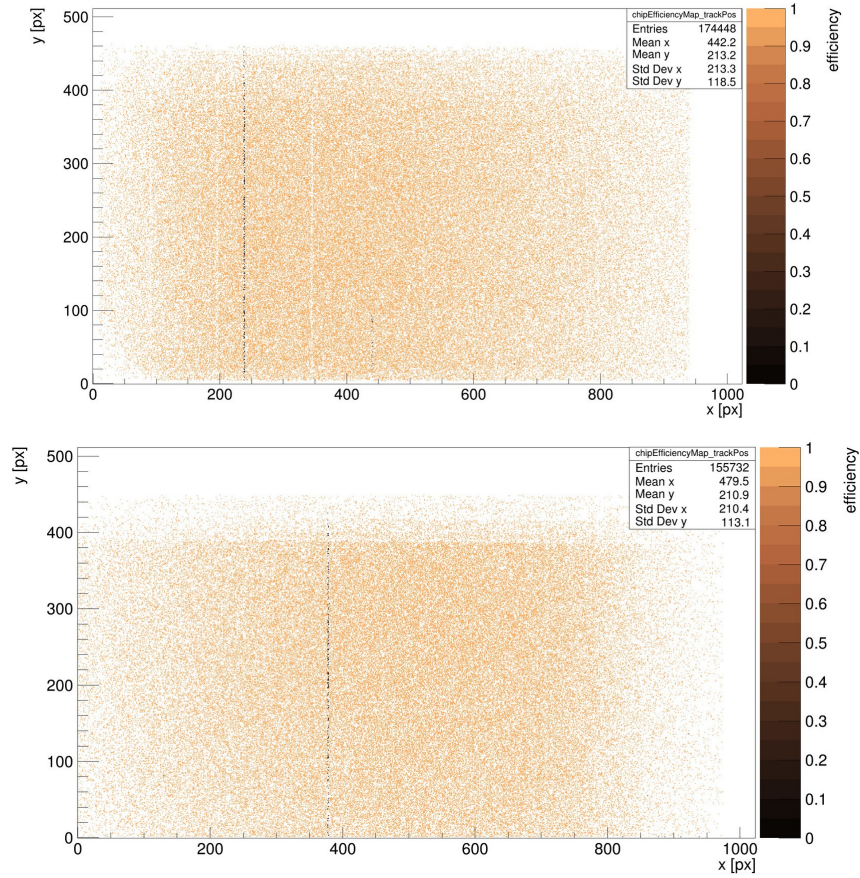 chipEfficiencyMap_trackPos
Entries 174448
Mean x 442.2
Mean y 213.2
Std Dev x 213.3
Std Dev y 118.5
y [px]
500
400
300
200
100
0
0 200 400 600 800 1000
x [px]
1
0.9
0.8
0.7
0.6
0.5
0.4
0.3
0.2
0.1
0
efficiency
chipEfficiencyMap_trackPos
Entries 155732
Mean x 479.5
Mean y 210.9
Std Dev x 210.4
Std Dev y 113.1
y [px]
500
400
300
200
100
0
0 200 400 600 800 1000
x [px]
1
0.9
0.8
0.7
0.6
0.5
0.4
0.3
0.2
0.1
0
efficiency